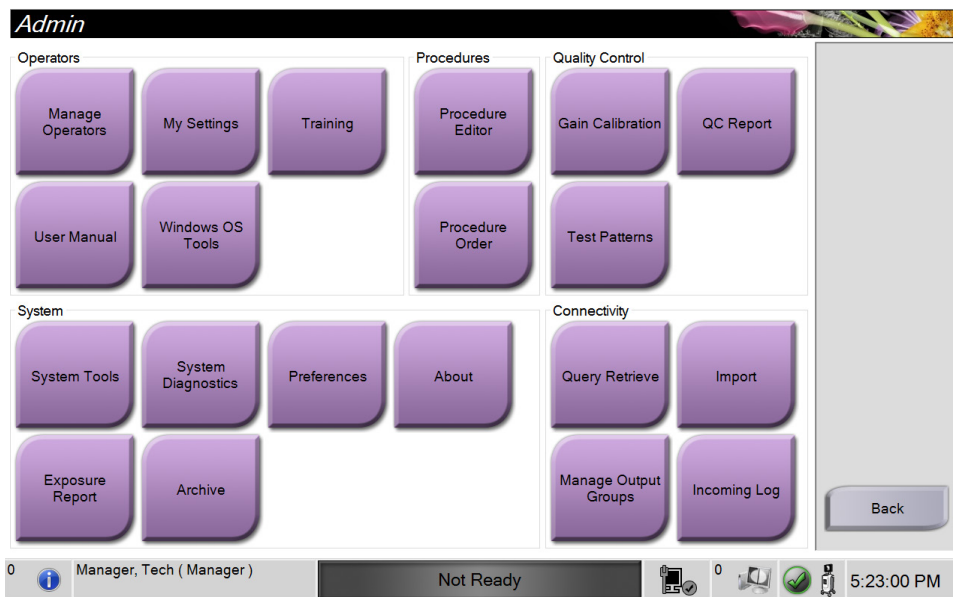 Admin
Operators
Manage
Operators
My Settings
Training
User Manual
Windows OS
Tools
Procedures
Procedure
Editor
Procedure
Order
Quality Control
Gain Calibration
QC Report
Test Patterns
System
System Tools
System
Diagnostics
Preferences
About
Exposure
Report
Archive
Connectivity
Query Retrieve
Import
Manage Output
Groups
Incoming Log
Back
0
Manager, Tech ( Manager )
Not Ready
0
5:23:00 PM